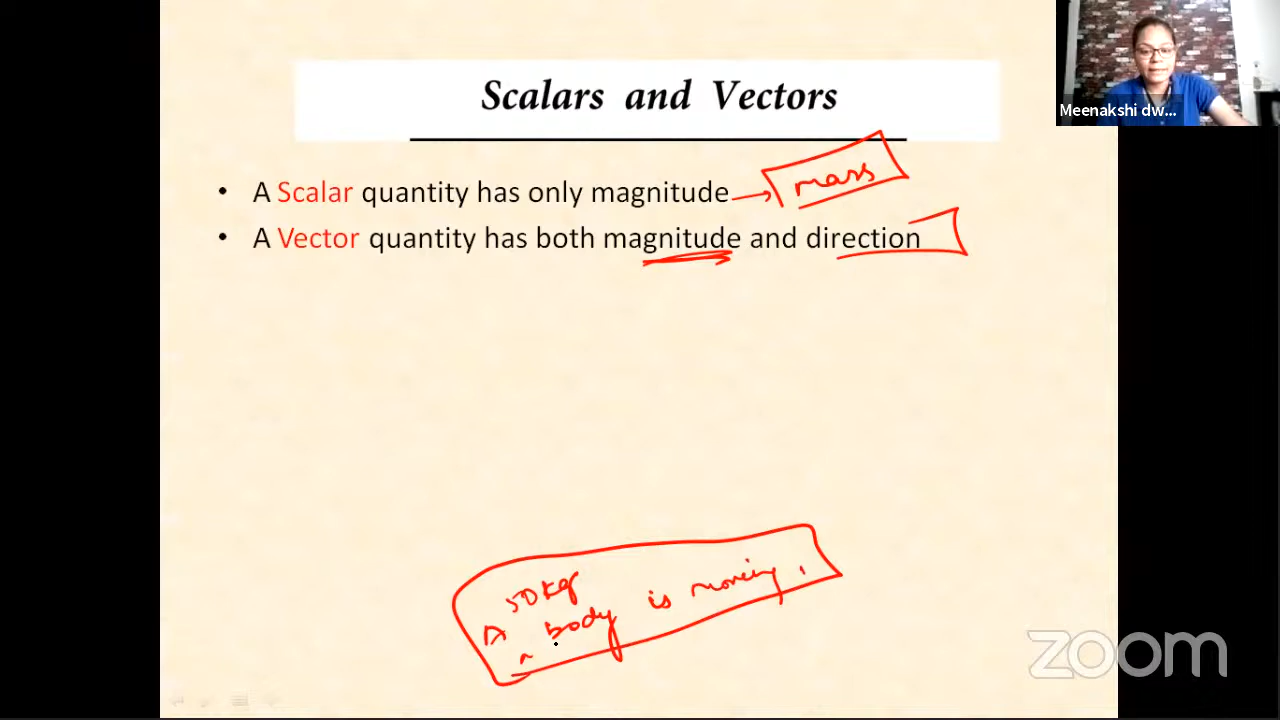 Scalars and Vectors
• A Scalar quantity has only magnitude → mass
• A Vector quantity has both magnitude and direction
50kg
A body is moving.
Meenakshi dw...
zoom